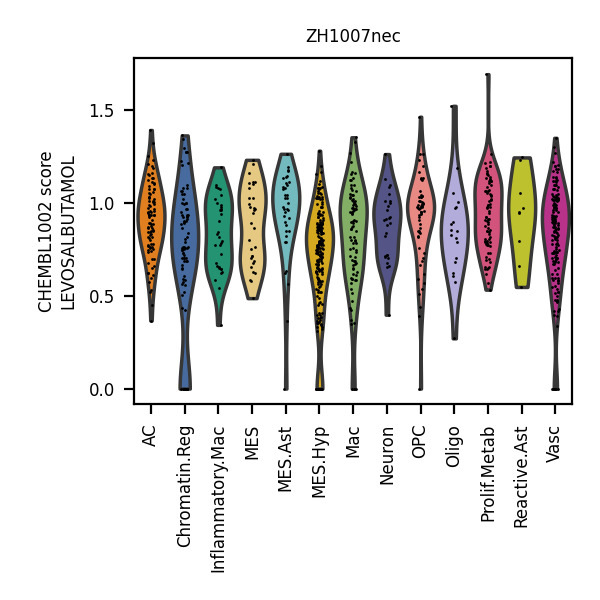 ZH1007nec
CHEMBL1002 score
LEVOSALBUTAMOL
1.5
1.0
0.5
0.0
AC
Chromatin.Reg
Inflammatory.Mac
MES
MES.Ast
MES.Hyp
Mac
Neuron
OPC
Oligo
Prolif.Metab
Reactive.Ast
Vasc